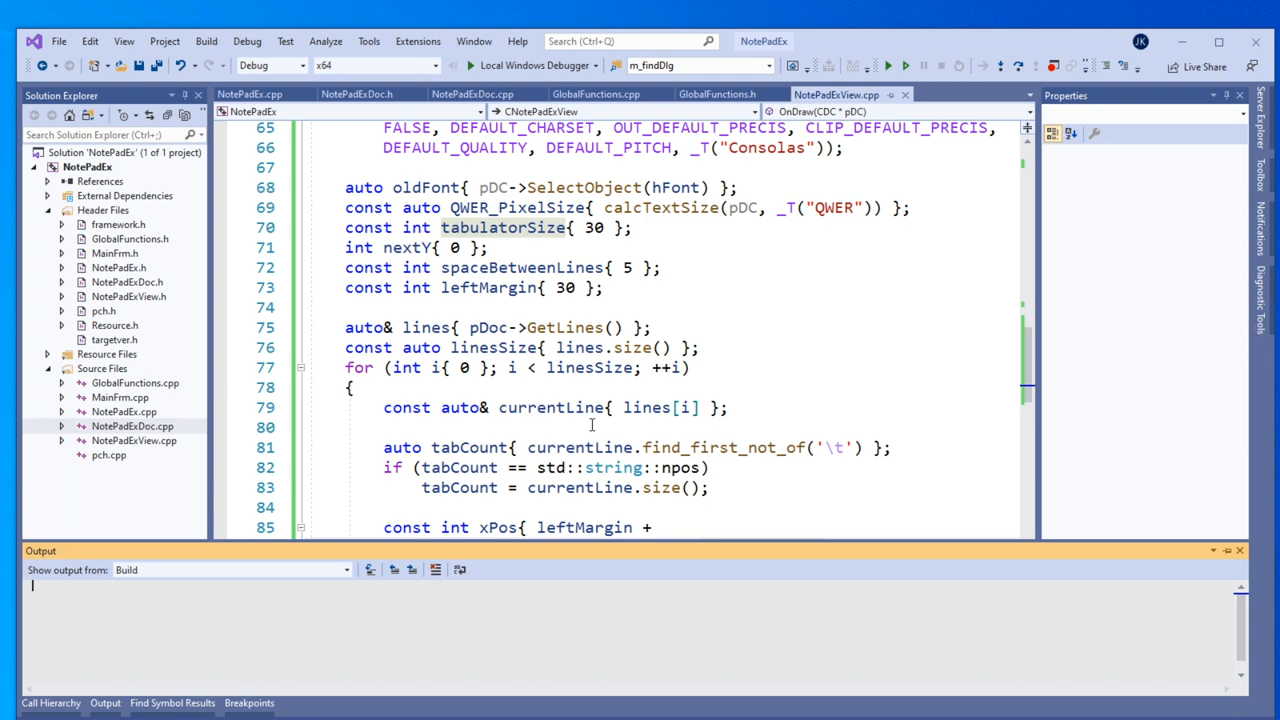 File Edit View Project Build Debug Test Analyze Tools Extensions Window Help Search (Ctrl+Q) NotePadEx JK
Debug x64 Local Windows Debugger m_findDlg Live Share
Solution Explorer
NotePadEx.cpp NotePadExDoc.h NotePadExDoc.cpp GlobalFunctions.cpp GlobalFunctions.h NotePadExView.cpp
Properties
NotePadEx CNotePadExView OnDraw(CDC * pDC)
Search Solution Explorer (Ctrl+;)
Solution 'NotePadEx' (1 of 1 project)
NotePadEx
References
External Dependencies
Header Files
framework.h
GlobalFunctions.h
MainFrm.h
NotePadEx.h
NotePadExDoc.h
NotePadExView.h
pch.h
Resource.h
targetver.h
Resource Files
Source Files
GlobalFunctions.cpp
MainFrm.cpp
NotePadEx.cpp
NotePadExDoc.cpp
NotePadExView.cpp
pch.cpp
65 FALSE, DEFAULT_CHARSET, OUT_DEFAULT_PRECIS, CLIP_DEFAULT_PRECIS,
66 DEFAULT_QUALITY, DEFAULT_PITCH, _T("Consolas"));
67
68 auto oldFont{ pDC->SelectObject(hFont) };
69 const auto QWER_PixelSize{ calcTextSize(pDC, _T("QWER")) };
70 const int tabulatorSize{ 30 };
71 int nextY{ 0 };
72 const int spaceBetweenLines{ 5 };
73 const int leftMargin{ 30 };
74
75 auto& lines{ pDoc->GetLines() };
76 const auto linesSize{ lines.size() };
77 for (int i{ 0 }; i < linesSize; ++i)
78 {
79 const auto& currentLine{ lines[i] };
80
81 auto tabCount{ currentLine.find_first_not_of('\t') };
82 if (tabCount == std::string::npos)
83 tabCount = currentLine.size();
84
85 const int xPos{ leftMargin +
Server Explorer
Toolbox
Notifications
Diagnostic Tools
Output
Show output from: Build
Call Hierarchy Output Find Symbol Results Breakpoints